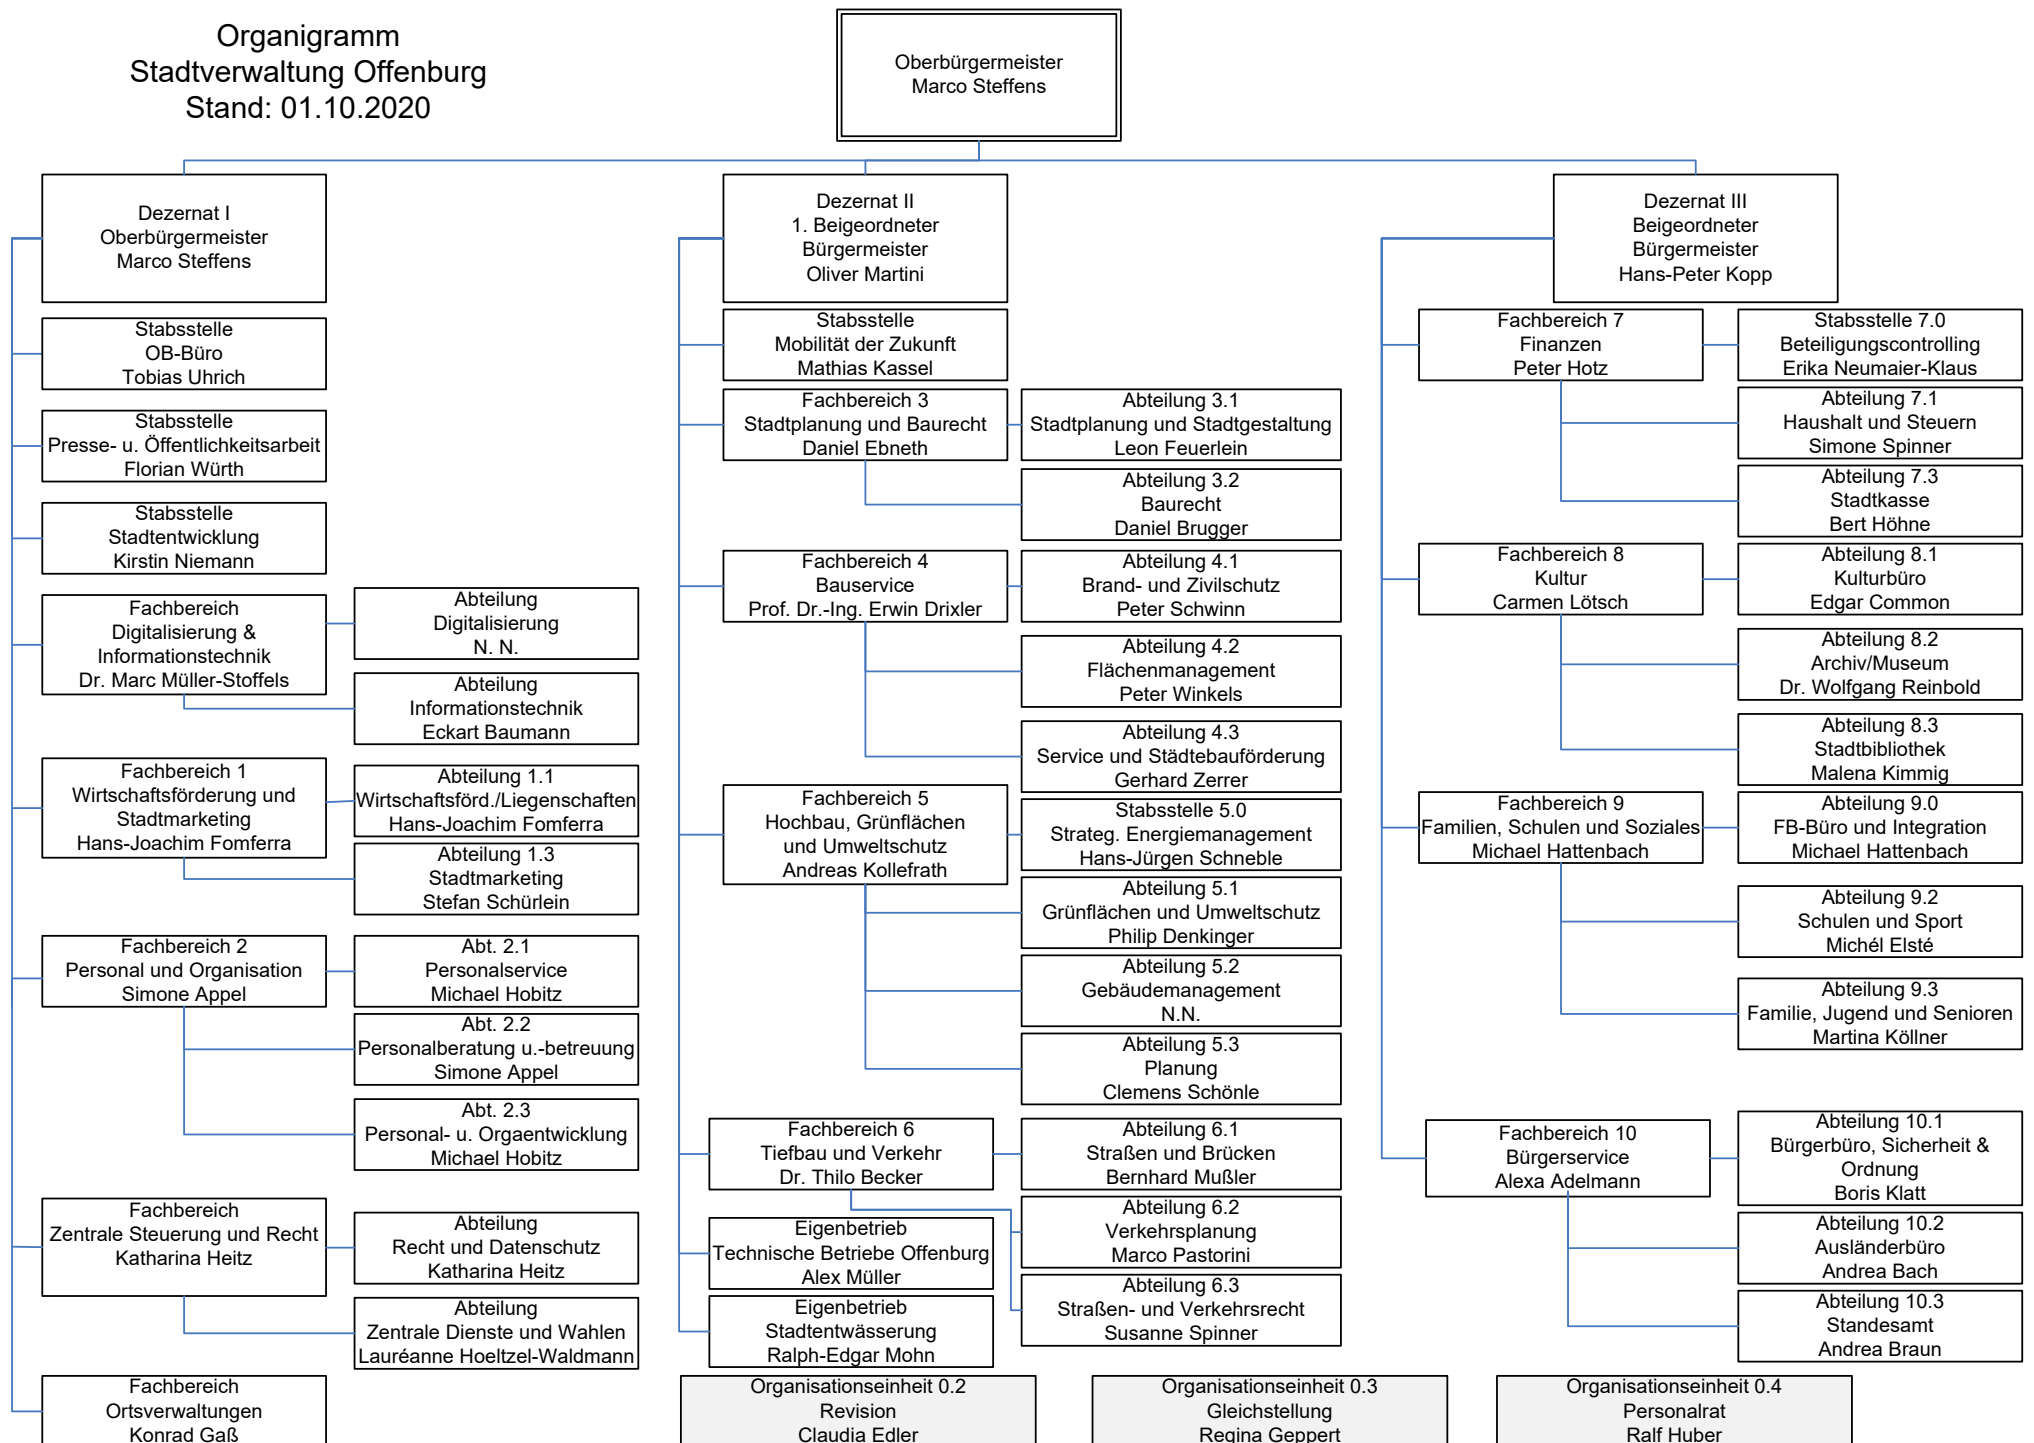 Organigramm
Stadtverwaltung Offenburg
Stand: 01.10.2020
Oberbürgermeister
Marco Steffens
Dezernat I
Oberbürgermeister
Marco Steffens
Stabsstelle
OB-Büro
Tobias Uhrich
Stabsstelle
Presse- u. Öffentlichkeitsarbeit
Florian Würth
Stabsstelle
Stadtentwicklung
Kirstin Niemann
Fachbereich
Digitalisierung &
Informationstechnik
Dr. Marc Müller-Stoffels
Abteilung
Digitalisierung
N. N.
Abteilung
Informationstechnik
Eckart Baumann
Fachbereich 1
Wirtschaftsförderung und
Stadtmarketing
Hans-Joachim Fomferra
Abteilung 1.1
Wirtschaftsförd./Liegenschaften
Hans-Joachim Fomferra
Abteilung 1.3
Stadtmarketing
Stefan Schürlein
Fachbereich 2
Personal und Organisation
Simone Appel
Abt. 2.1
Personalservice
Michael Hobitz
Abt. 2.2
Personalberatung u.-betreuung
Simone Appel
Abt. 2.3
Personal- u. Orgaentwicklung
Michael Hobitz
Fachbereich
Zentrale Steuerung und Recht
Katharina Heitz
Abteilung
Recht und Datenschutz
Katharina Heitz
Abteilung
Zentrale Dienste und Wahlen
Lauréanne Hoeltzel-Waldmann
Fachbereich
Ortsverwaltungen
Konrad Gaß
Dezernat II
1. Beigeordneter
Bürgermeister
Oliver Martini
Stabsstelle
Mobilität der Zukunft
Mathias Kassel
Fachbereich 3
Stadtplanung und Baurecht
Daniel Ebneth
Abteilung 3.1
Stadtplanung und Stadtgestaltung
Leon Feuerlein
Abteilung 3.2
Baurecht
Daniel Brugger
Fachbereich 4
Bauservice
Prof. Dr.-Ing. Erwin Drixler
Abteilung 4.1
Brand- und Zivilschutz
Peter Schwinn
Abteilung 4.2
Flächenmanagement
Peter Winkels
Abteilung 4.3
Service und Städtebauförderung
Gerhard Zerrer
Fachbereich 5
Hochbau, Grünflächen
und Umweltschutz
Andreas Kollefrath
Stabsstelle 5.0
Strateg. Energiemanagement
Hans-Jürgen Schneble
Abteilung 5.1
Grünflächen und Umweltschutz
Philip Denkinger
Abteilung 5.2
Gebäudemanagement
N.N.
Abteilung 5.3
Planung
Clemens Schönle
Fachbereich 6
Tiefbau und Verkehr
Dr. Thilo Becker
Abteilung 6.1
Straßen und Brücken
Bernhard Mußler
Abteilung 6.2
Verkehrsplanung
Marco Pastorini
Abteilung 6.3
Straßen- und Verkehrsrecht
Susanne Spinner
Eigenbetrieb
Technische Betriebe Offenburg
Alex Müller
Eigenbetrieb
Stadtentwässerung
Ralph-Edgar Mohn
Dezernat III
Beigeordneter
Bürgermeister
Hans-Peter Kopp
Fachbereich 7
Finanzen
Peter Hotz
Stabsstelle 7.0
Beteiligungscontrolling
Erika Neumaier-Klaus
Abteilung 7.1
Haushalt und Steuern
Simone Spinner
Abteilung 7.3
Stadtkasse
Bert Höhne
Fachbereich 8
Kultur
Carmen Lötsch
Abteilung 8.1
Kulturbüro
Edgar Common
Abteilung 8.2
Archiv/Museum
Dr. Wolfgang Reinbold
Abteilung 8.3
Stadtbibliothek
Malena Kimmig
Fachbereich 9
Familien, Schulen und Soziales
Michael Hattenbach
Abteilung 9.0
FB-Büro und Integration
Michael Hattenbach
Abteilung 9.2
Schulen und Sport
Michél Elsté
Abteilung 9.3
Familie, Jugend und Senioren
Martina Köllner
Fachbereich 10
Bürgerservice
Alexa Adelmann
Abteilung 10.1
Bürgerbüro, Sicherheit &
Ordnung
Boris Klatt
Abteilung 10.2
Ausländerbüro
Andrea Bach
Abteilung 10.3
Standesamt
Andrea Braun
Organisationseinheit 0.2
Revision
Claudia Edler
Organisationseinheit 0.3
Gleichstellung
Regina Geppert
Organisationseinheit 0.4
Personalrat
Ralf Huber